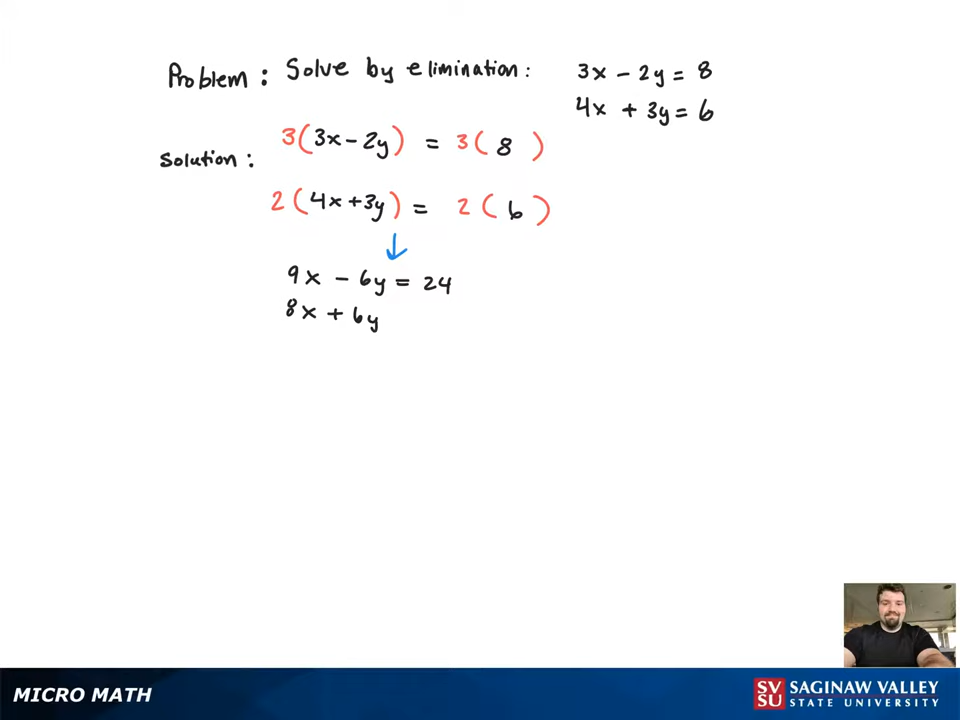 Problem: Solve by elimination: 3x - 2y = 8
4x + 3y = 6
Solution: 3(3x - 2y) = 3(8)
2(4x + 3y) = 2(6)
↓
9x - 6y = 24
8x + 6y
MICRO MATH
SVSU SAGINAW VALLEY
STATE UNIVERSITY